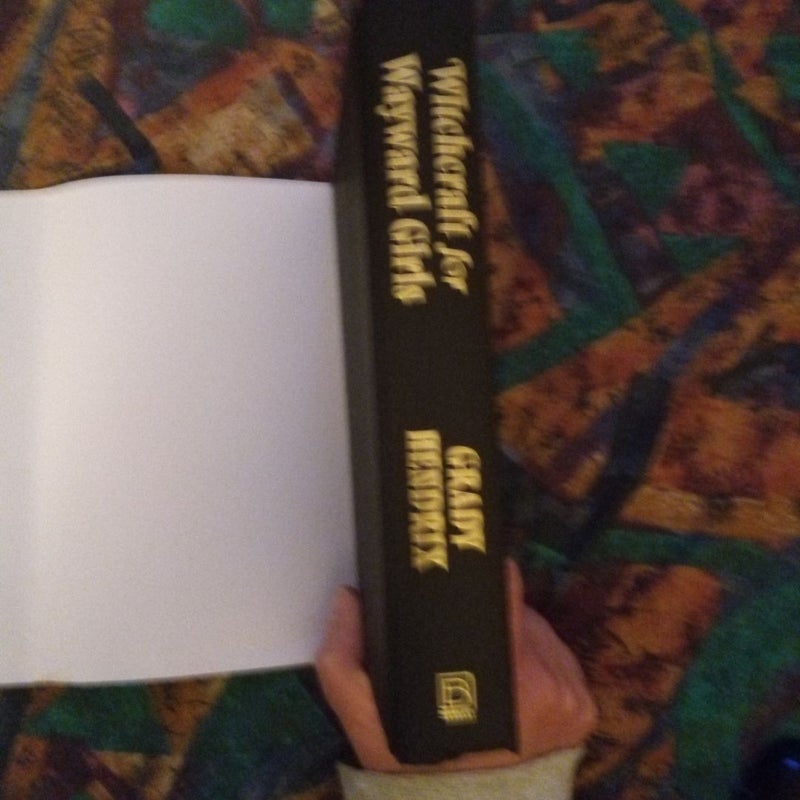 Witchcraft for
Wayward Girls
GRADY
HENDRIX
B